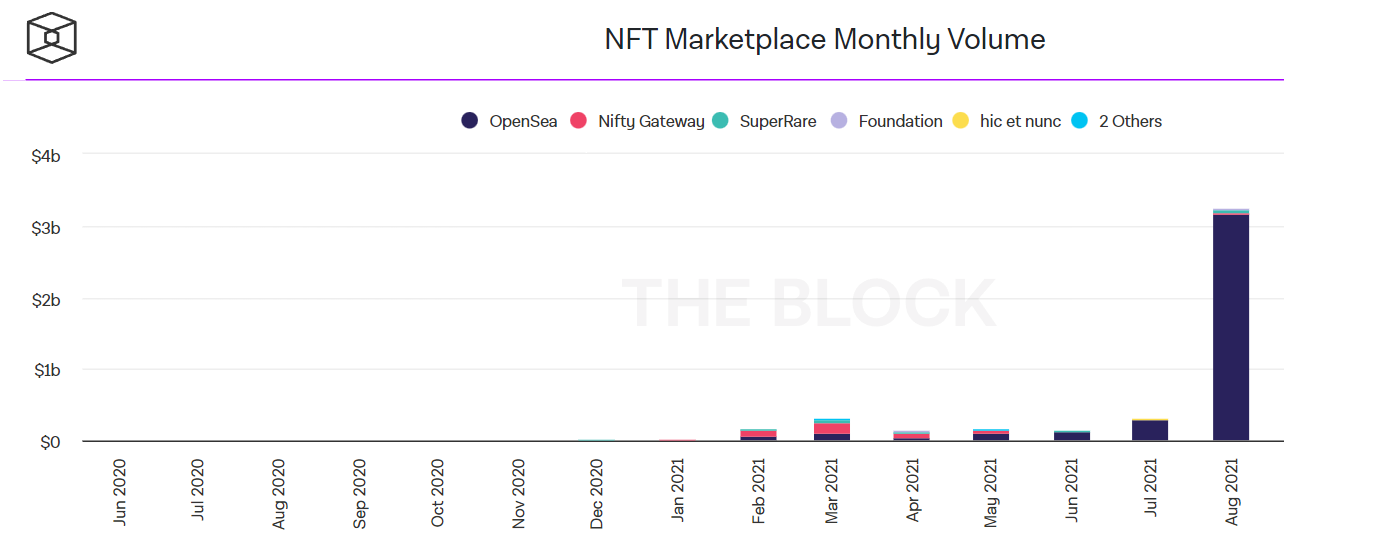 NFT Marketplace Monthly Volume
OpenSea Nifty Gateway SuperRare Foundation hic et nunc 2 Others
$4b
$3b
$2b
$1b
$0
THE BLOCK
Jun 2020 Jul 2020 Aug 2020 Sep 2020 Oct 2020 Nov 2020 Dec 2020 Jan 2021 Feb 2021 Mar 2021 Apr 2021 May 2021 Jun 2021 Jul 2021 Aug 2021